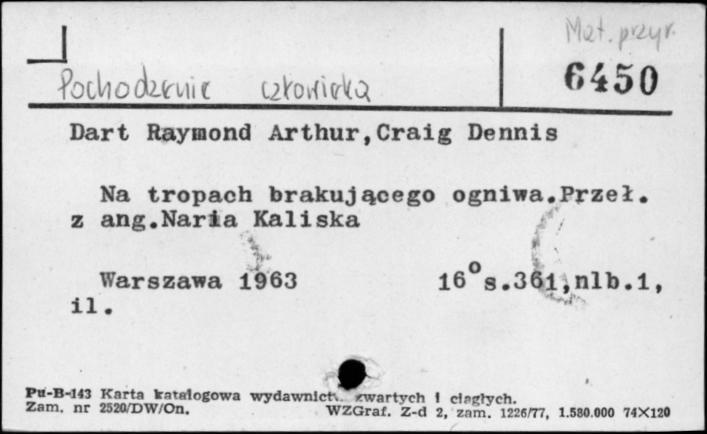 Mat. przyr.
Pochodzenie człowieka
6450
Dart Raymond Arthur,Craig Dennis
Na tropach brakującego ogniwa.Przeł.
z ang.Naria Kaliska
Warszawa 1963 16°s.361,nlb.1,
il.
Pu-B-143 Karta katalogowa wydawnictw zwartych i ciągłych.
Zam. nr 2520/DW/On. WZGraf. Z-d 2, zam. 1226/77, 1.580.000 74X120